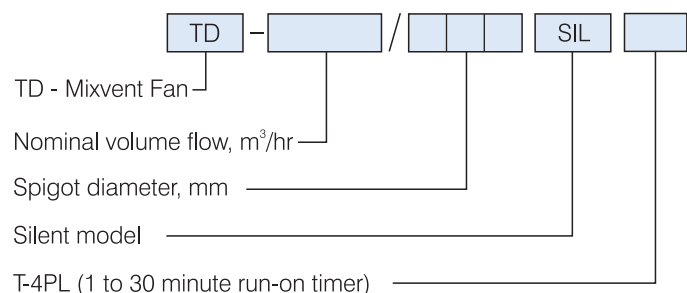 TD - / SIL
TD - Mixvent Fan
Nominal volume flow, m³/hr
Spigot diameter, mm
Silent model
T-4PL (1 to 30 minute run-on timer)